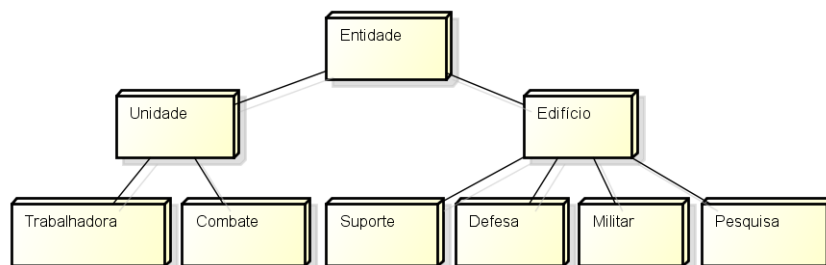 Entidade
Unidade
Edifício
Trabalhadora
Combate
Suporte
Defesa
Militar
Pesquisa